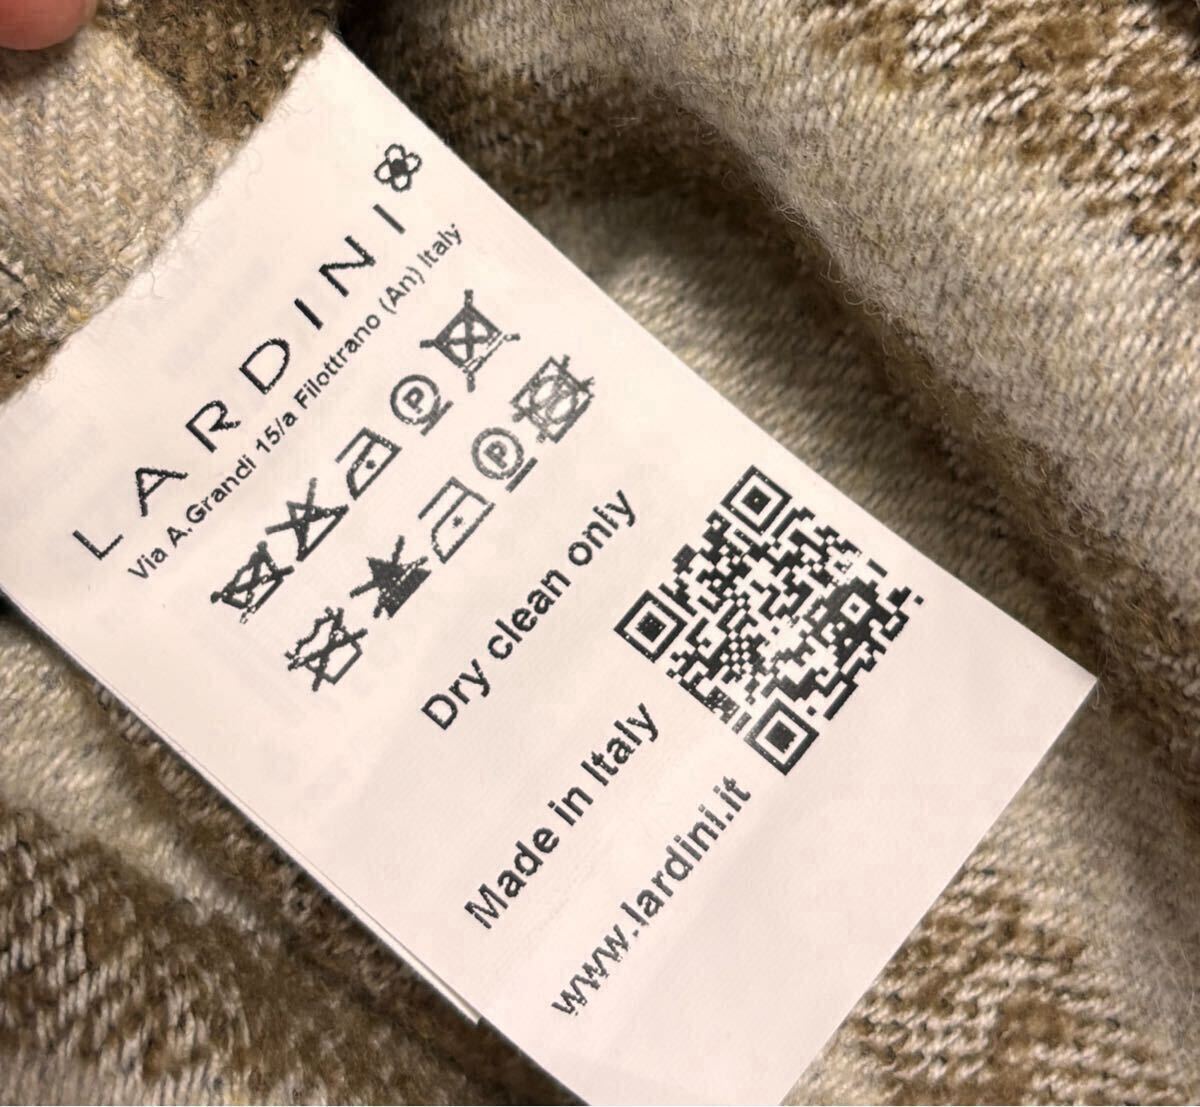 LARDINI
Via A.Grandi 15/a Filottrano (An) Italy
P
P
Dry clean only
Made in Italy
www.lardini.it